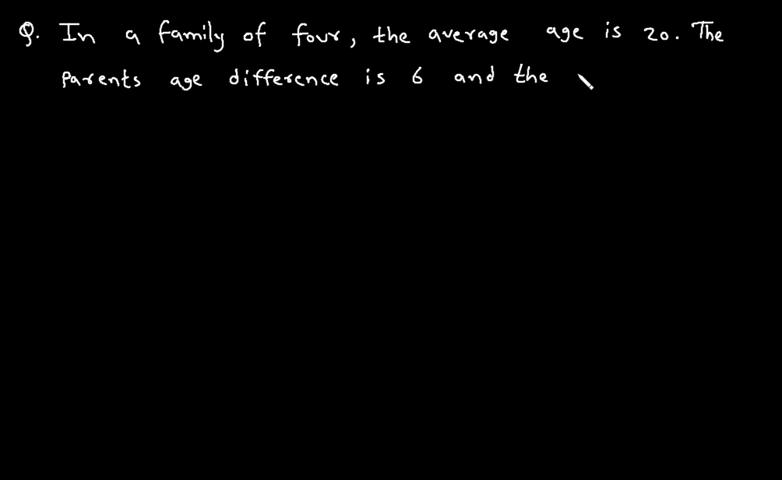 Q. In a family of four, the average age is 20. The
parents age difference is 6 and the